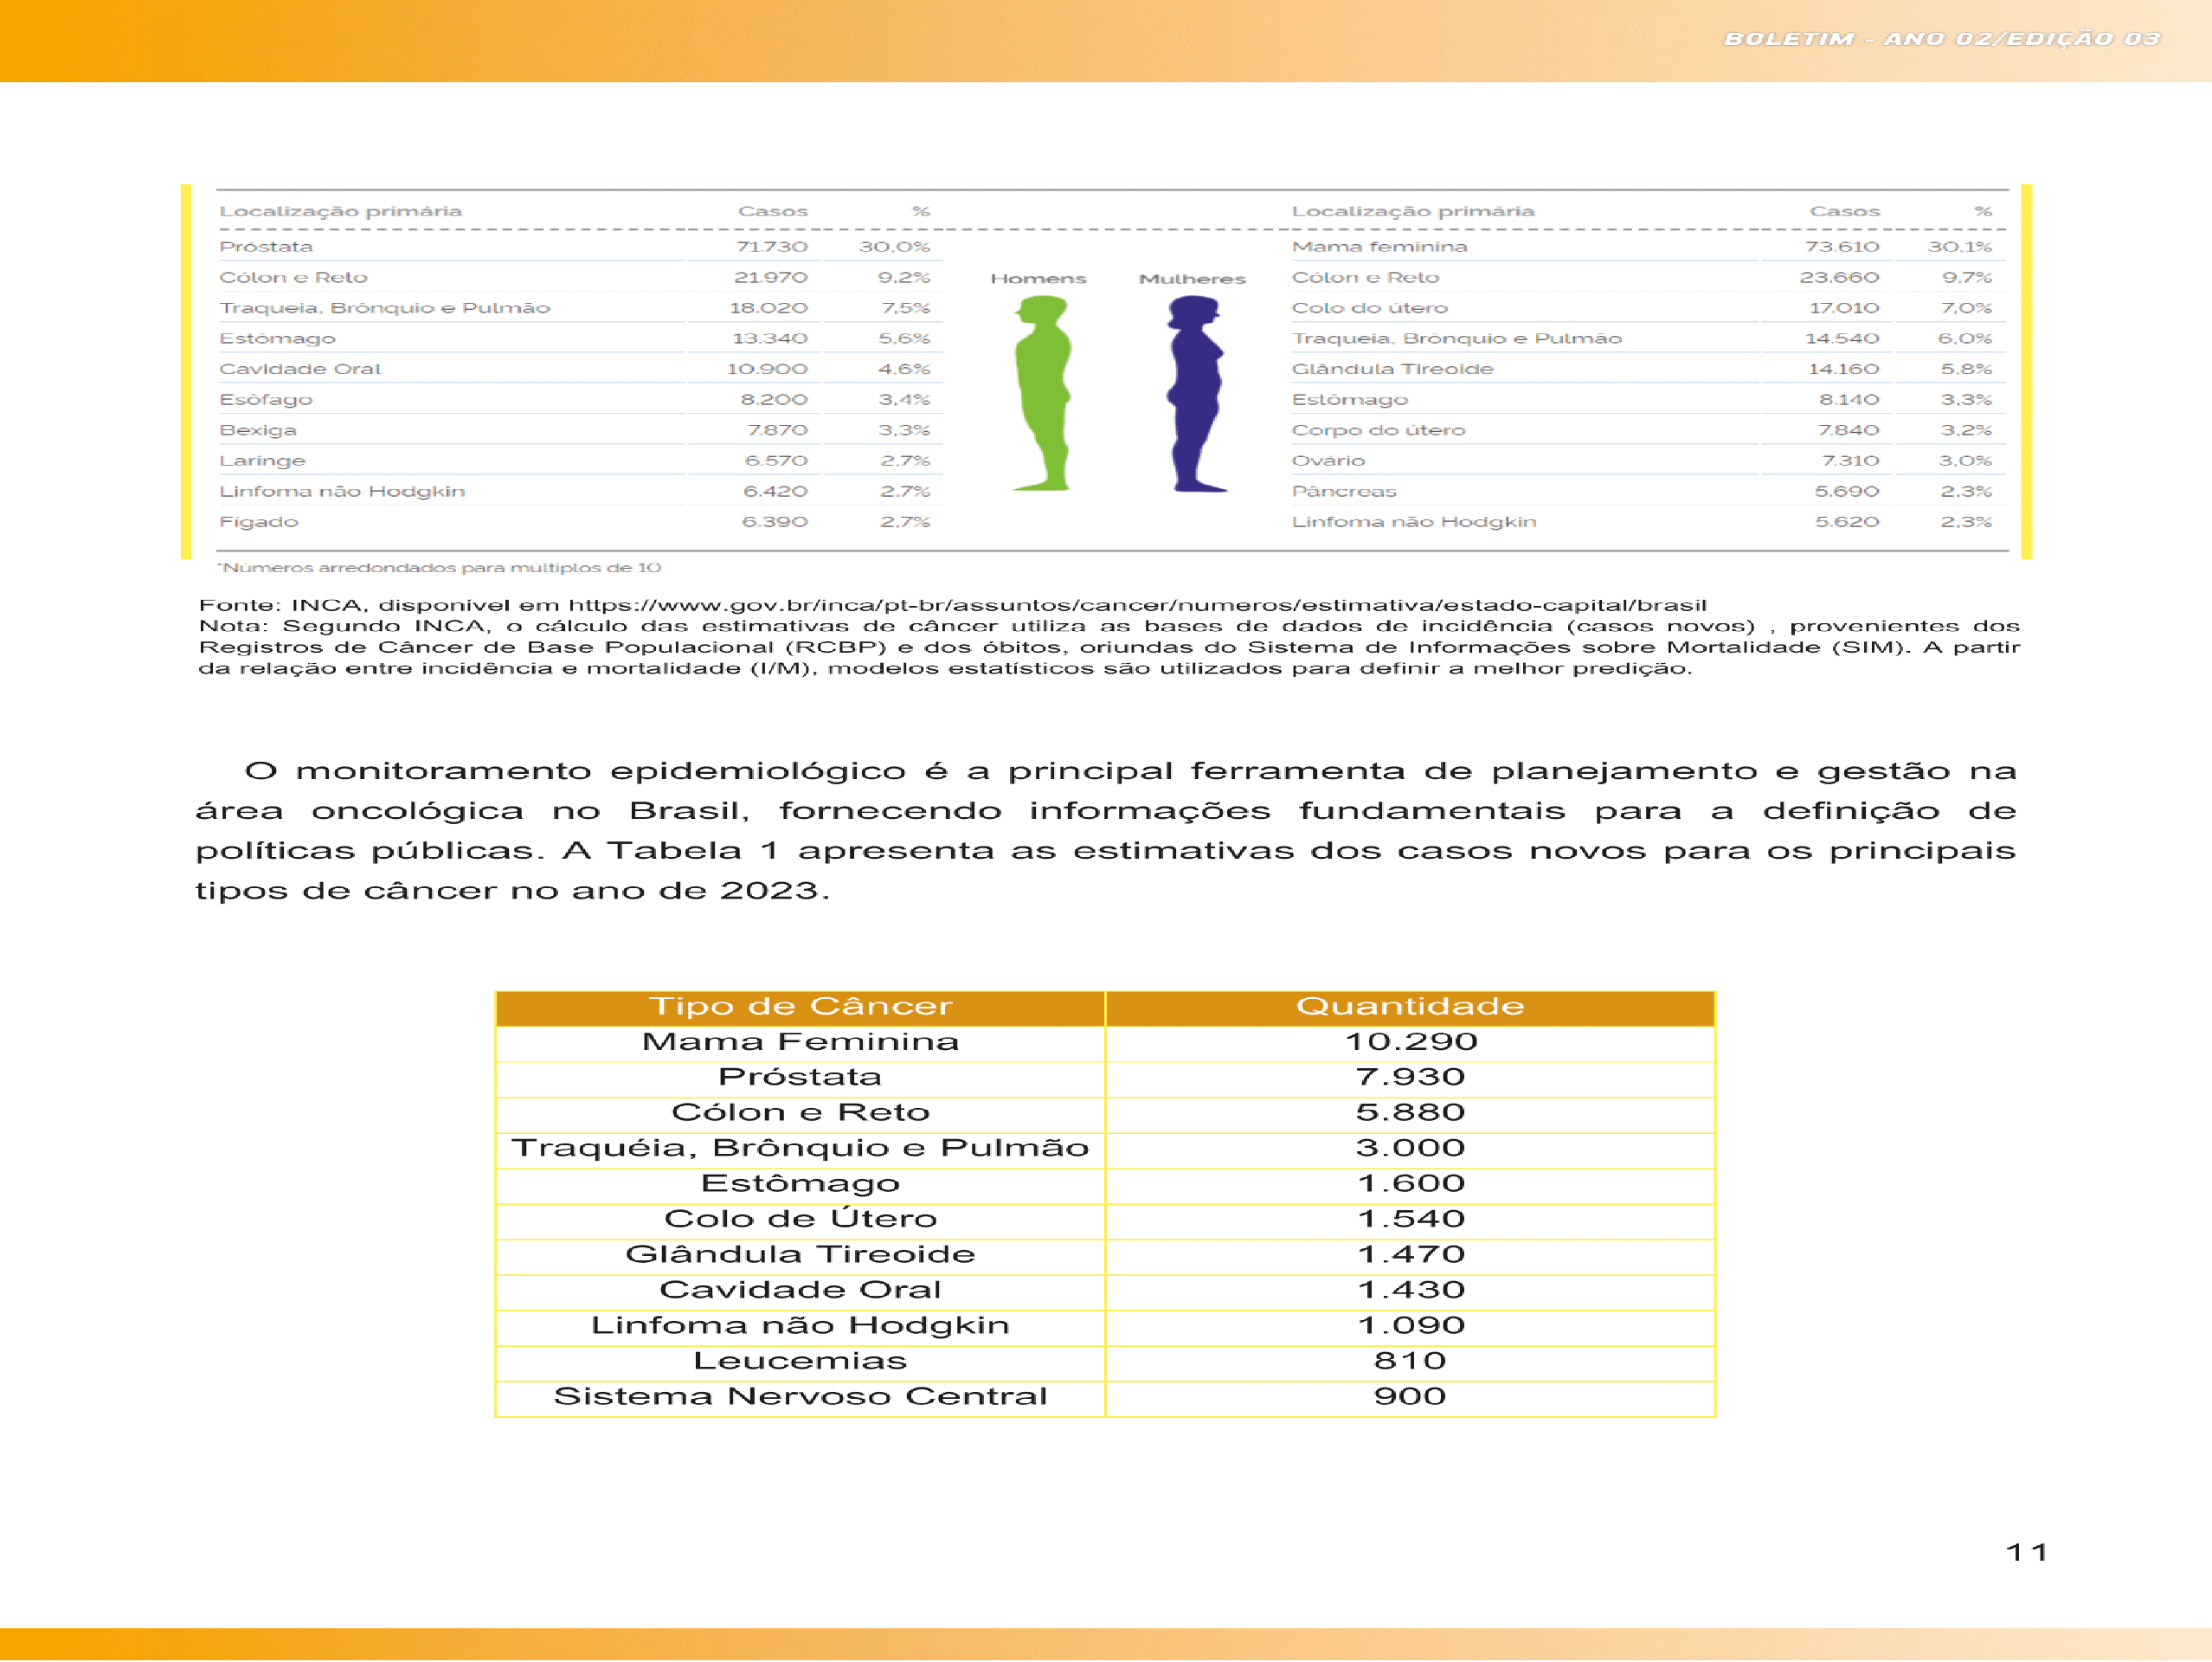 BOLETIM - ANO 02/EDIÇÃO 03
Localização primária Casos %
Próstata 71.730 30,0%
Cólon e Reto 21.970 9,2%
Traqueia, Brônquio e Pulmão 18.020 7,5%
Estômago 13.340 5,6%
Cavidade Oral 10.900 4,6%
Esôfago 8.200 3,4%
Bexiga 7.870 3,3%
Laringe 6.570 2,7%
Linfoma não Hodgkin 6.420 2,7%
Fígado 6.390 2,7%
Homens Mulheres
Localização primária Casos %
Mama feminina 73.610 30,1%
Cólon e Reto 23.660 9,7%
Colo do útero 17.010 7,0%
Traqueia, Brônquio e Pulmão 14.540 6,0%
Glândula Tireoide 14.160 5,8%
Estômago 8.140 3,3%
Corpo do útero 7.840 3,2%
Ovário 7.310 3,0%
Pâncreas 5.690 2,3%
Linfoma não Hodgkin 5.620 2,3%
*Números arredondados para múltiplos de 10
Fonte: INCA, disponível em https://www.gov.br/inca/pt-br/assuntos/cancer/numeros/estimativa/estado-capital/brasil
Nota: Segundo INCA, o cálculo das estimativas de câncer utiliza as bases de dados de incidência (casos novos) , provenientes dos
Registros de Câncer de Base Populacional (RCBP) e dos óbitos, oriundas do Sistema de Informações sobre Mortalidade (SIM). A partir
da relação entre incidência e mortalidade (I/M), modelos estatísticos são utilizados para definir a melhor predição.
O monitoramento epidemiológico é a principal ferramenta de planejamento e gestão na
área oncológica no Brasil, fornecendo informações fundamentais para a definição de
políticas públicas. A Tabela 1 apresenta as estimativas dos casos novos para os principais
tipos de câncer no ano de 2023.
Tipo de Câncer Quantidade
Mama Feminina 10.290
Próstata 7.930
Cólon e Reto 5.880
Traquéia, Brônquio e Pulmão 3.000
Estômago 1.600
Colo de Útero 1.540
Glândula Tireoide 1.470
Cavidade Oral 1.430
Linfoma não Hodgkin 1.090
Leucemias 810
Sistema Nervoso Central 900
11